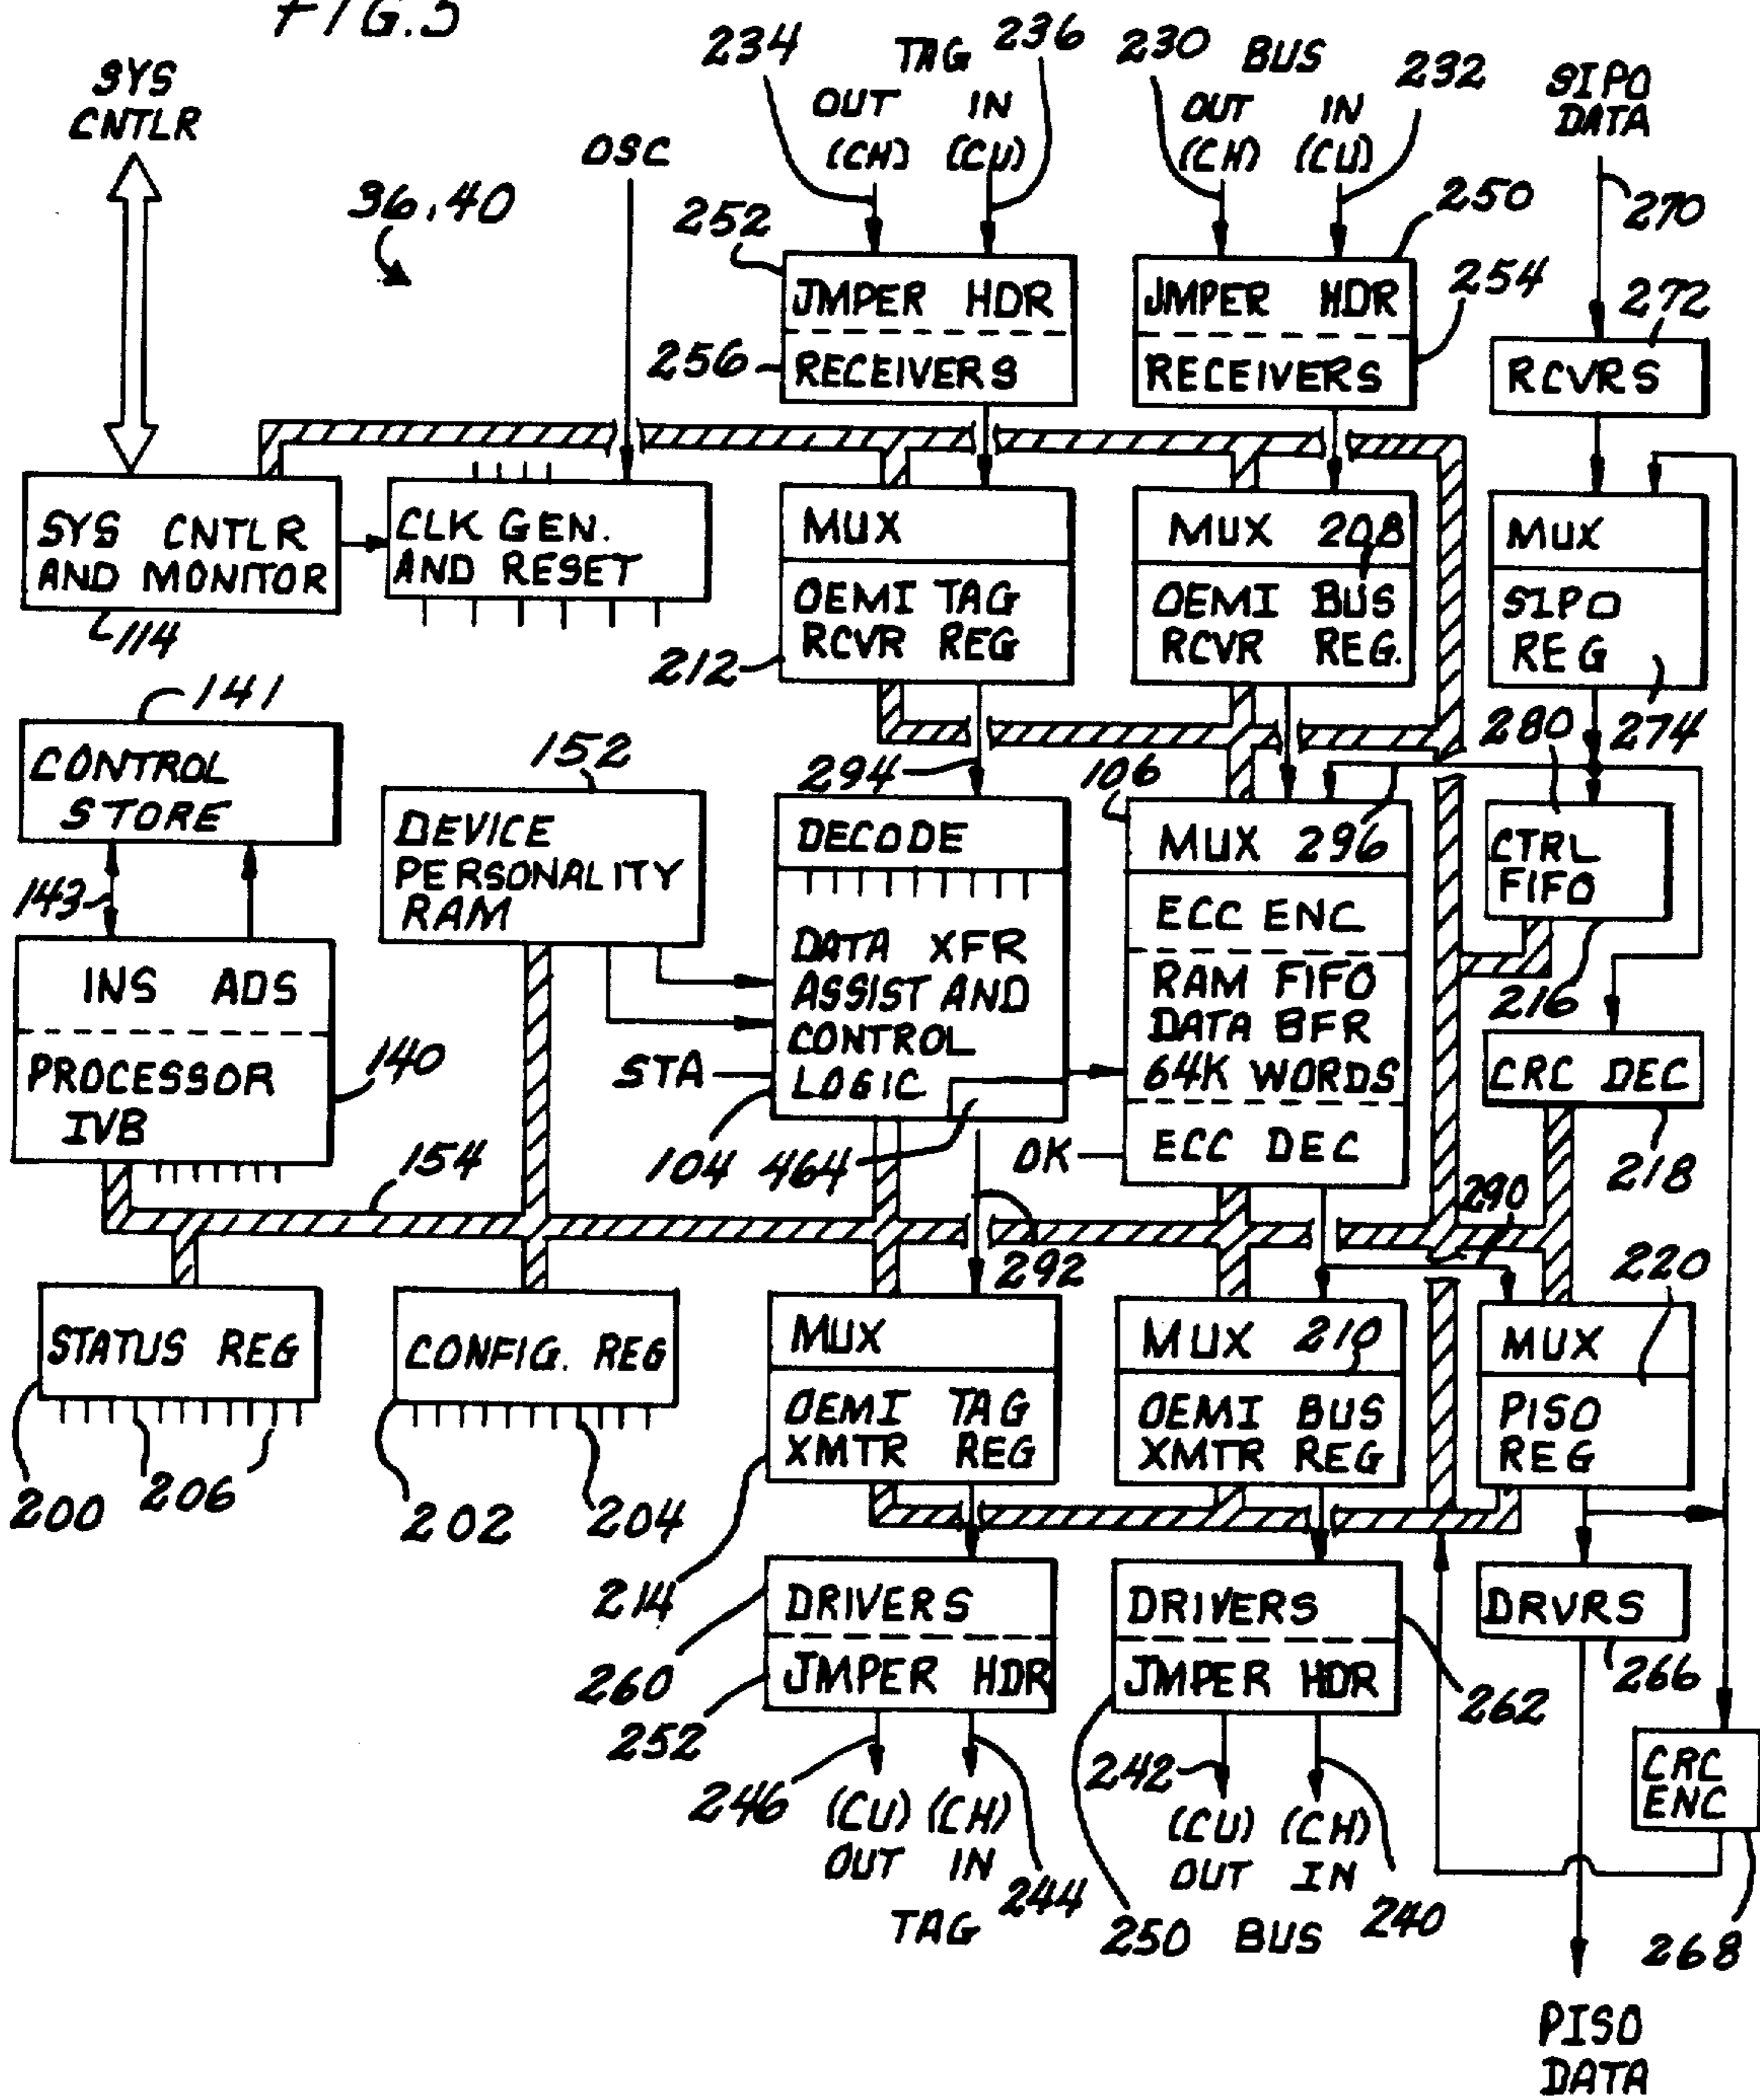 FIG.5
SYS
CNTLR
36,40
OSC
234
TAG
236
OUT IN
(CH) (CU)
230
BUS
232
OUT IN
(CH) (CU)
SIPO
DATA
270
252
JMPER HDR
256
RECEIVERS
250
JMPER HDR
254
RECEIVERS
272
RCVRS
SYS CNTLR
AND MONITOR
114
CLK GEN.
AND RESET
MUX
OEMI TAG
RCVR REG
212
MUX 208
OEMI BUS
RCVR REG.
MUX
SIPO
REG
274
141
CONTROL
STORE
143
INS ADS
PROCESSOR
IVB
140
152
DEVICE
PERSONALITY
RAM
294
DECODE
DATA XFR
ASSIST AND
CONTROL
LOGIC
STA
104
464
106
MUX 296
ECC ENC
RAM FIFO
DATA BFR
64K WORDS
ECC DEC
OK
280
CTRL
FIFO
216
CRC DEC
218
154
290
292
220
STATUS REG
200
206
CONFIG. REG
202
204
MUX
OEMI TAG
XMTR REG
214
MUX 210
OEMI BUS
XMTR REG
MUX
PISO
REG
260
DRIVERS
252
JMPER HDR
246
(CU) (CH)
OUT IN
244
TAG
DRIVERS
JMPER HDR
262
242
(CU) (CH)
OUT IN
240
250
BUS
DRVRS
266
CRC
ENC
268
PISO
DATA